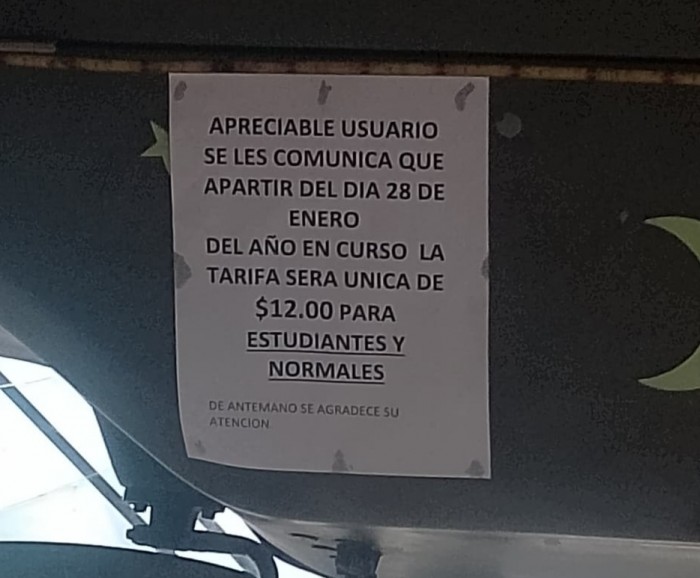 APRECIABLE USUARIO
SE LES COMUNICA QUE
APARTIR DEL DIA 28 DE
ENERO
DEL AÑO EN CURSO LA
TARIFA SERA UNICA DE
$12.00 PARA
ESTUDIANTES Y
NORMALES
DE ANTEMANO SE AGRADECE SU
ATENCION